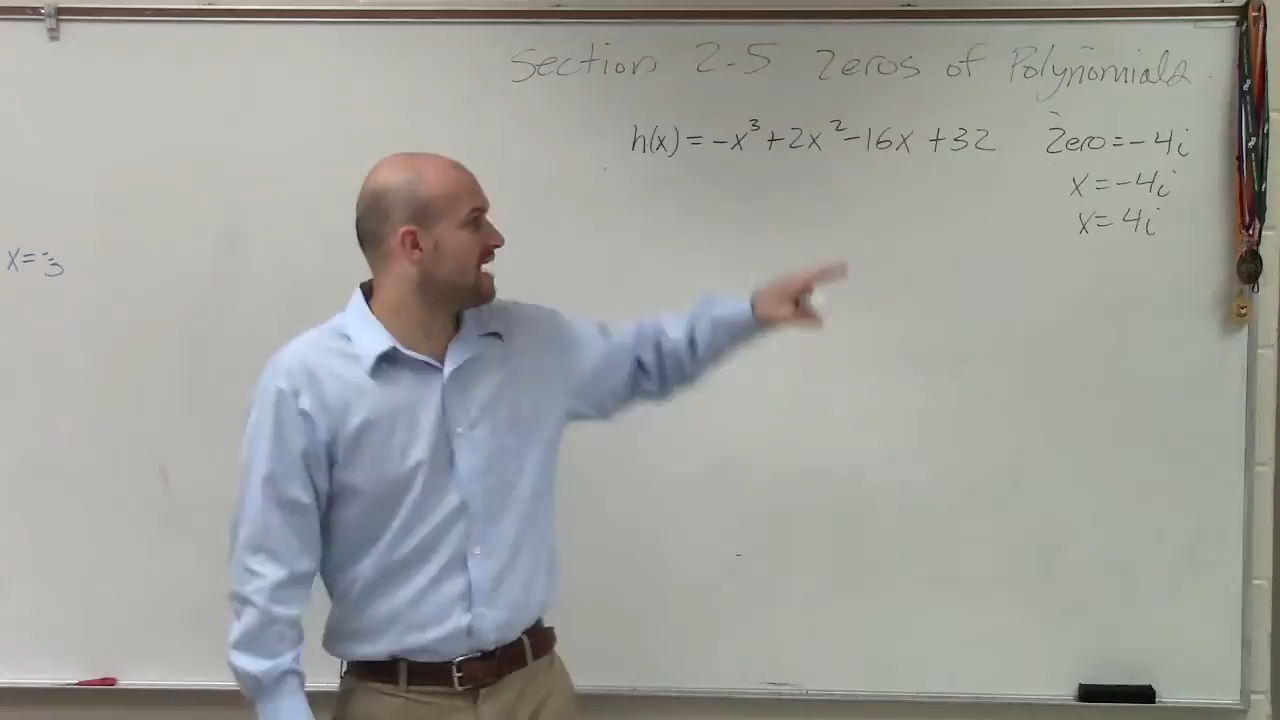 Section 2.5 Zeros of Polynomials
h(x) = -x³ + 2x² - 16x + 32
Zero = -4i
x = -4i
x = 4i
x = -3